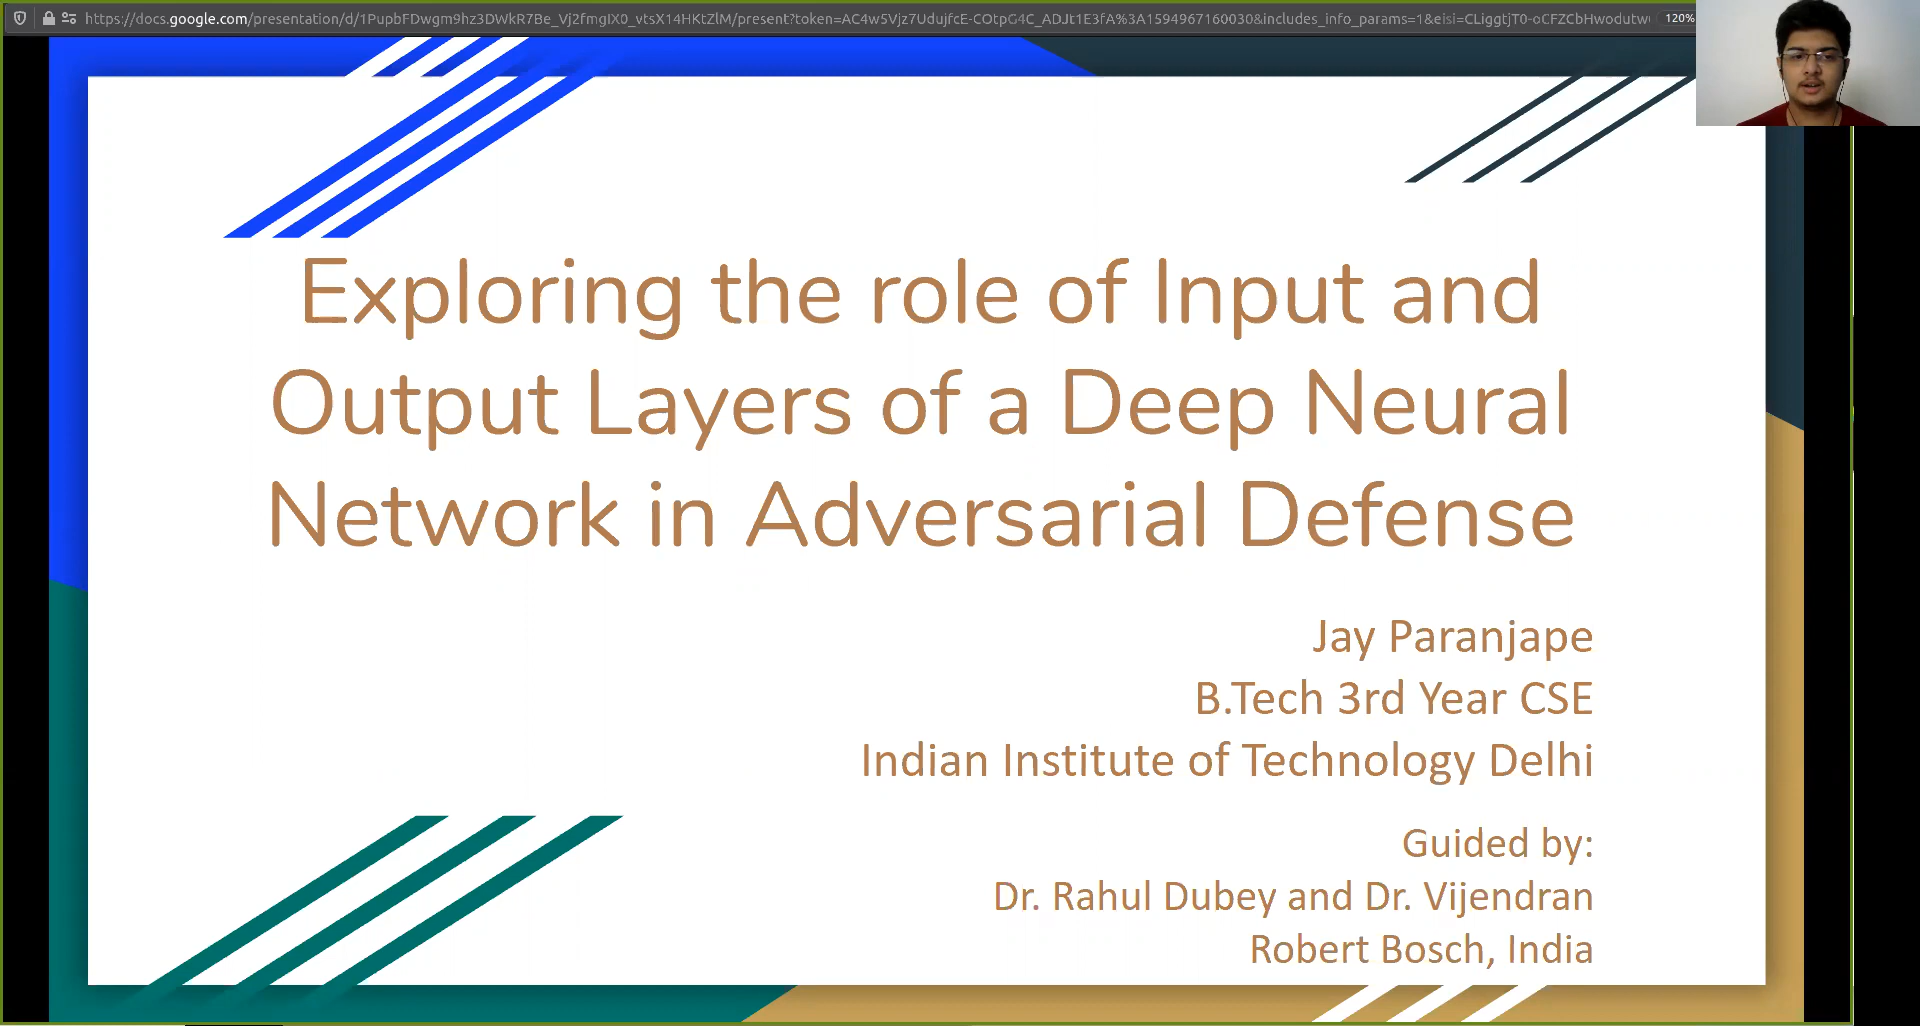 https://docs.google.com/presentation/d/1PupbFDwgm9hz3DWkR7Be_Vj2fmgIX0_vtsX14HKtZlM/present?token=AC4w5Vjz7UdujfcE-COtpG4C_ADJt1E3fA%3A1594967160030&includes_info_params=1&eisi=CLiggtjT0-oCFZCbHwodutw 120%
Exploring the role of Input and
Output Layers of a Deep Neural
Network in Adversarial Defense
Jay Paranjape
B.Tech 3rd Year CSE
Indian Institute of Technology Delhi
Guided by:
Dr. Rahul Dubey and Dr. Vijendran
Robert Bosch, India